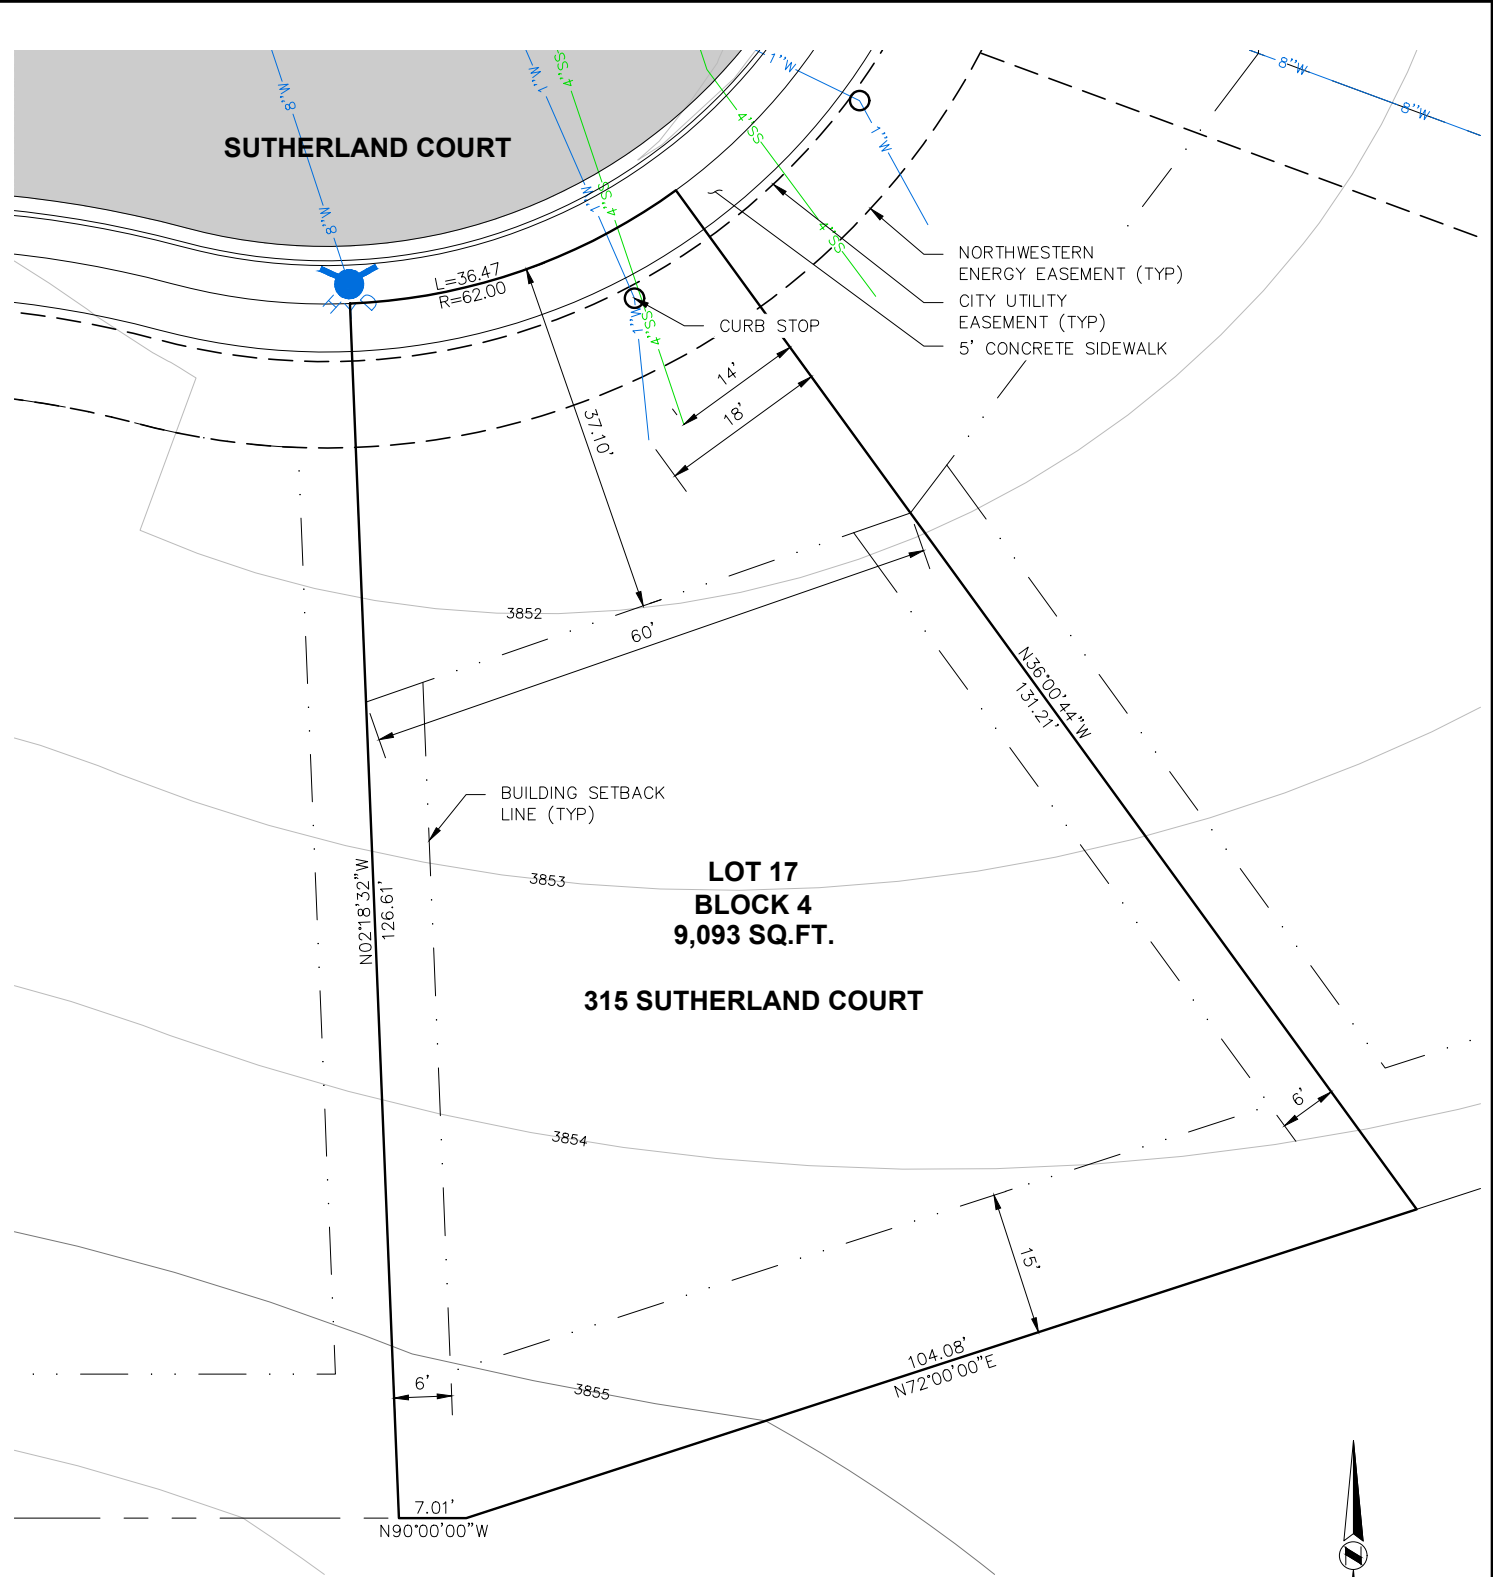 SUTHERLAND COURT
8"W
8"W
1"W
1"W
1"W
4"SS
4"SS
4"SS
4"SS
4"SS
1"W
1"W
8"W
8"W
HYD
L=36.47
R=62.00
NORTHWESTERN
ENERGY EASEMENT (TYP)
CITY UTILITY
EASEMENT (TYP)
5' CONCRETE SIDEWALK
CURB STOP
14'
18'
37.10'
3852
60'
N36°00'44"W
131.21'
BUILDING SETBACK
LINE (TYP)
N02°18'32"W
126.61'
3853
LOT 17
BLOCK 4
9,093 SQ.FT.
315 SUTHERLAND COURT
3854
6'
15'
104.08'
N72°00'00"E
6'
3855
7.01'
N90°00'00"W
N